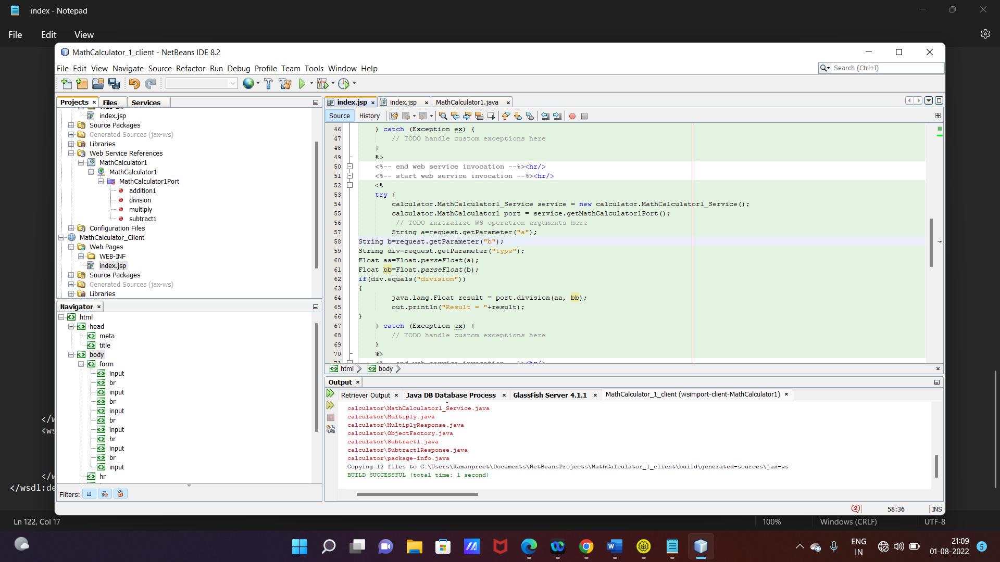 index - Notepad
File Edit View
MathCalculator_1_client - NetBeans IDE 8.2
File Edit View Navigate Source Refactor Run Debug Profile Team Tools Window Help
Search (Ctrl+I)
Projects Files Services
index.jsp
Source Packages
Generated Sources (jax-ws)
Libraries
Web Service References
MathCalculator1
MathCalculator1
MathCalculator1Port
addition1
division
multiply
subtract1
Configuration Files
MathCalculator_Client
Web Pages
WEB-INF
index.jsp
Source Packages
Generated Sources (jax-ws)
Libraries
Navigator
html
head
meta
title
body
form
input
br
input
br
input
br
input
br
input
br
input
hr
Filters:
index.jsp index.jsp MathCalculator1.java
Source History
46 } catch (Exception ex) {
47 // TODO handle custom exceptions here
48 }
49 %>
50 <%-- end web service invocation --%><hr/>
51 <%-- start web service invocation --%><hr/>
52 <%
53 try {
54 calculator.MathCalculator1_Service service = new calculator.MathCalculator1_Service();
55 calculator.MathCalculator1 port = service.getMathCalculator1Port();
56 // TODO initialize WS operation arguments here
57 String a=request.getParameter("a");
58 String b=request.getParameter("b");
59 String div=request.getParameter("type");
60 Float aa=Float.parseFloat(a);
61 Float bb=Float.parseFloat(b);
62 if(div.equals("division"))
63 {
64 java.lang.Float result = port.division(aa, bb);
65 out.println("Result = "+result);
66 }
67 } catch (Exception ex) {
68 // TODO handle custom exceptions here
69 }
70 %>
71 <%-- end web service invocation --%><hr/>
html body
Output
Retriever Output Java DB Database Process GlassFish Server 4.1.1 MathCalculator_1_client (wsimport-client-MathCalculator1)
calculator\MathCalculator1_Service.java
calculator\Multiply.java
calculator\MultiplyResponse.java
calculator\ObjectFactory.java
calculator\Subtract1.java
calculator\Subtract1Response.java
calculator\package-info.java
Copying 12 files to C:\Users\Ramanpreet\Documents\NetBeansProjects\MathCalculator_1_client\build\generated-sources\jax-ws
BUILD SUCCESSFUL (total time: 1 second)
2 58:36 INS
</w
<ws
</w
</wsdl:de
Ln 122, Col 17 100% Windows (CRLF) UTF-8
ENG
IN
21:09
01-08-2022
5